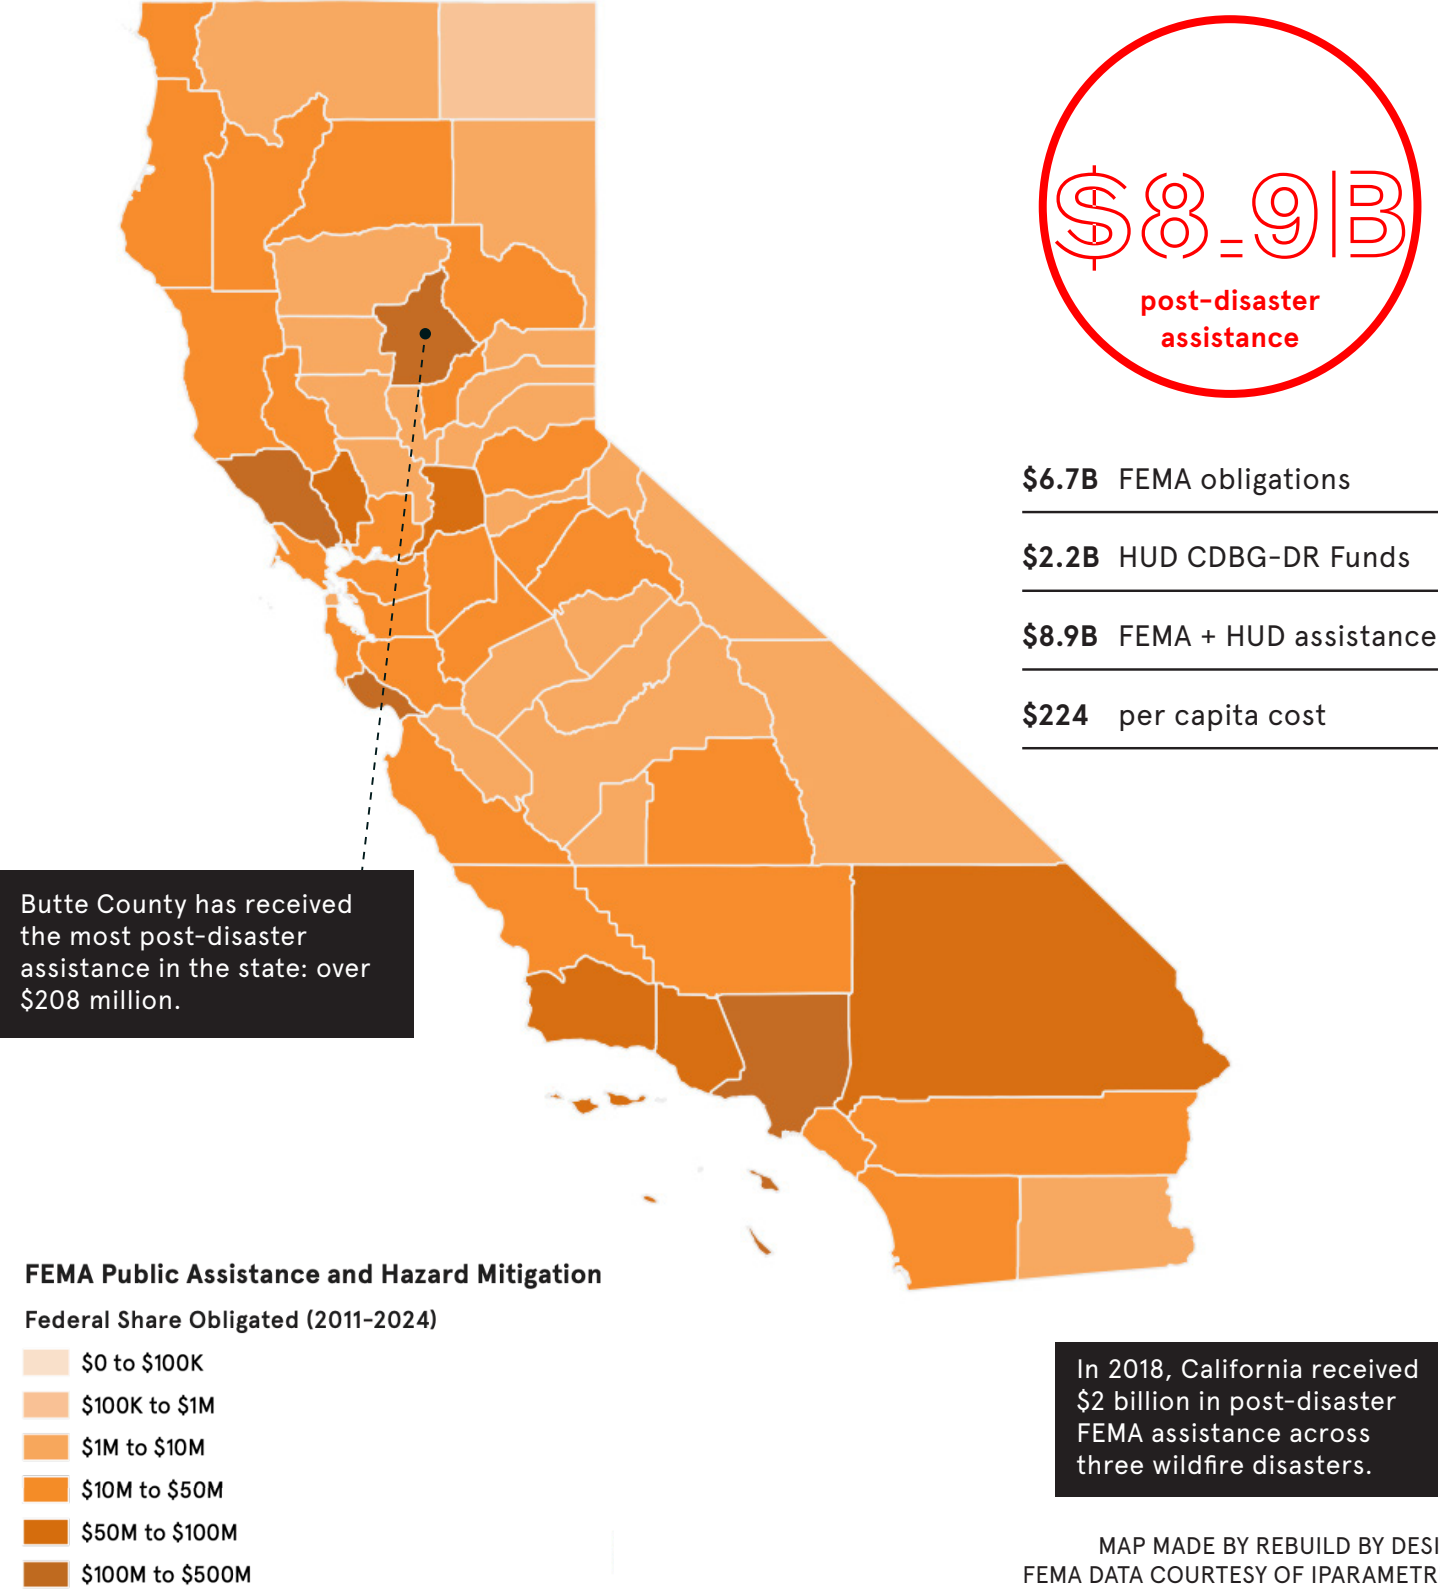 $8.9B
post-disaster
assistance
$6.7B FEMA obligations
$2.2B HUD CDBG-DR Funds
$8.9B FEMA + HUD assistance
$224 per capita cost
Butte County has received
the most post-disaster
assistance in the state: over
$208 million.
FEMA Public Assistance and Hazard Mitigation
Federal Share Obligated (2011-2024)
$0 to $100K
$100K to $1M
$1M to $10M
$10M to $50M
$50M to $100M
$100M to $500M
In 2018, California received
$2 billion in post-disaster
FEMA assistance across
three wildfire disasters.
MAP MADE BY REBUILD BY DESI
FEMA DATA COURTESY OF IPARAMETR